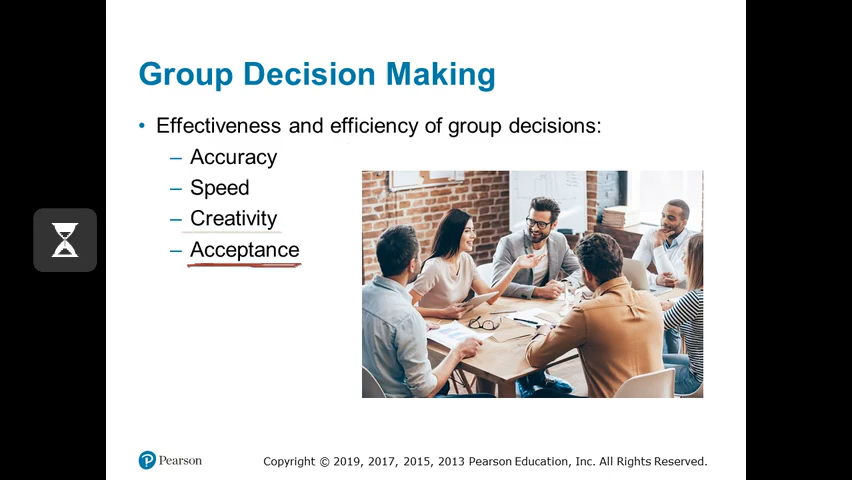 Group Decision Making
• Effectiveness and efficiency of group decisions:
– Accuracy
– Speed
– Creativity
– Acceptance
Pearson
Copyright © 2019, 2017, 2015, 2013 Pearson Education, Inc. All Rights Reserved.